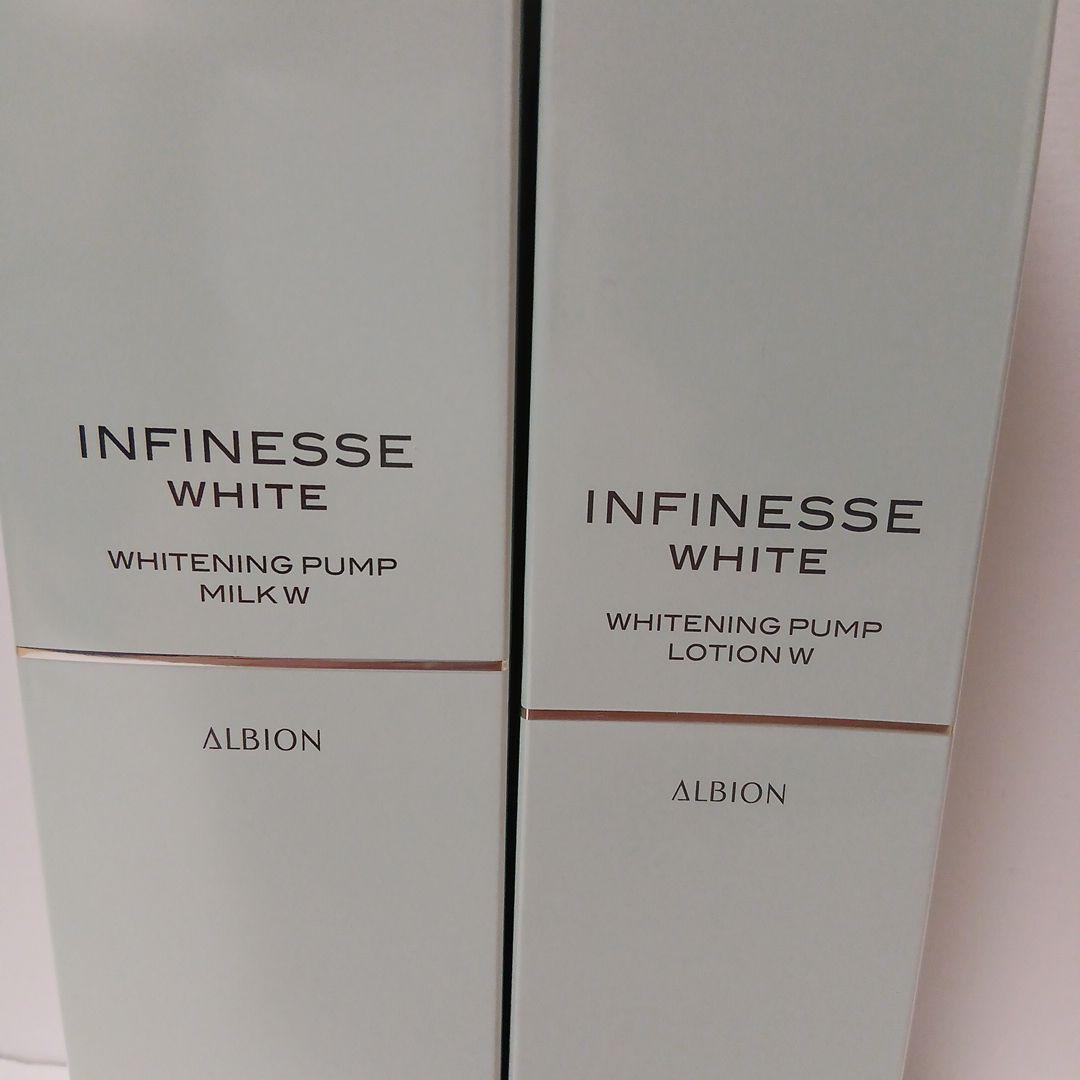 INFINESSE
WHITE
WHITENING PUMP
MILK W
ALBION
INFINESSE
WHITE
WHITENING PUMP
LOTION W
ALBION